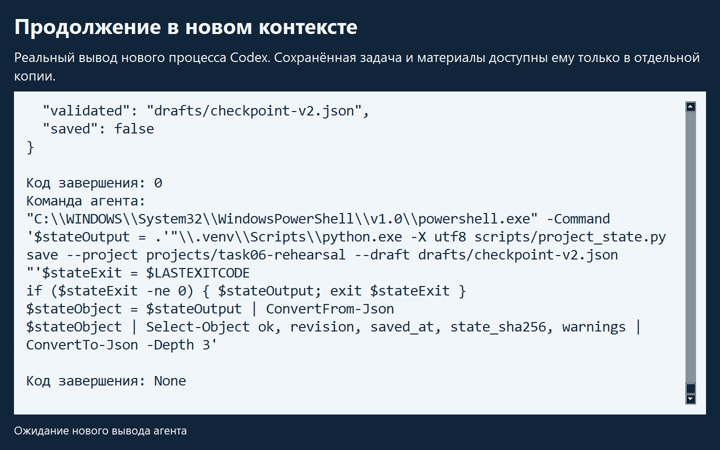 Продолжение в новом контексте
Реальный вывод нового процесса Codex. Сохранённая задача и материалы доступны ему только в отдельной
копии.
"validated": "drafts/checkpoint-v2.json",
"saved": false
}
Код завершения: 0
Команда агента:
"C:\\WINDOWS\\System32\\WindowsPowerShell\\v1.0\\powershell.exe" -Command
'$stateOutput = .'"\\.venv\\Scripts\\python.exe -X utf8 scripts/project_state.py
save --project projects/task06-rehearsal --draft drafts/checkpoint-v2.json
"'$stateExit = $LASTEXITCODE
if ($stateExit -ne 0) { $stateOutput; exit $stateExit }
$stateObject = $stateOutput | ConvertFrom-Json
$stateObject | Select-Object ok, revision, saved_at, state_sha256, warnings |
ConvertTo-Json -Depth 3'
Код завершения: None
Ожидание нового вывода агента